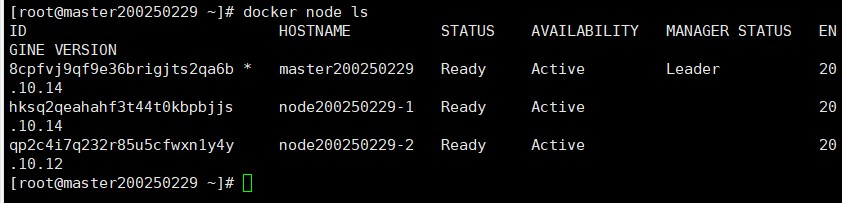 [root@master200250229 ~]# docker node ls
ID                            HOSTNAME          STATUS    AVAILABILITY   MANAGER STATUS   EN
GINE VERSION
8cpfvj9qf9e36brigjts2qa6b *   master200250229   Ready     Active         Leader           20
.10.14
hksq2qeahahf3t44t0kbpbjjs     node200250229-1   Ready     Active                          20
.10.14
qp2c4i7q232r85u5cfwxn1y4y     node200250229-2   Ready     Active                          20
.10.12
[root@master200250229 ~]#